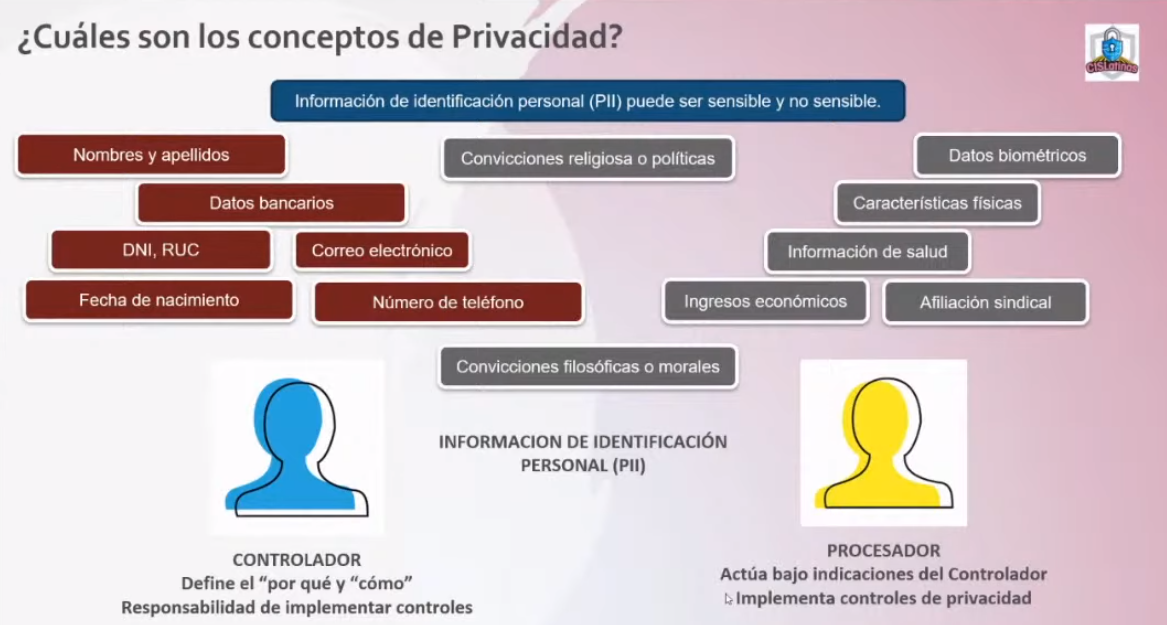 ¿Cuáles son los conceptos de Privacidad?
CISLatinos
Información de identificación personal (PII) puede ser sensible y no sensible.
Nombres y apellidos
Convicciones religiosa o políticas
Datos biométricos
Datos bancarios
Características físicas
DNI, RUC
Correo electrónico
Información de salud
Fecha de nacimiento
Número de teléfono
Ingresos económicos
Afiliación sindical
Convicciones filosóficas o morales
INFORMACION DE IDENTIFICACIÓN
PERSONAL (PII)
CONTROLADOR
Define el “por qué y “cómo”
Responsabilidad de implementar controles
PROCESADOR
Actúa bajo indicaciones del Controlador
Implementa controles de privacidad